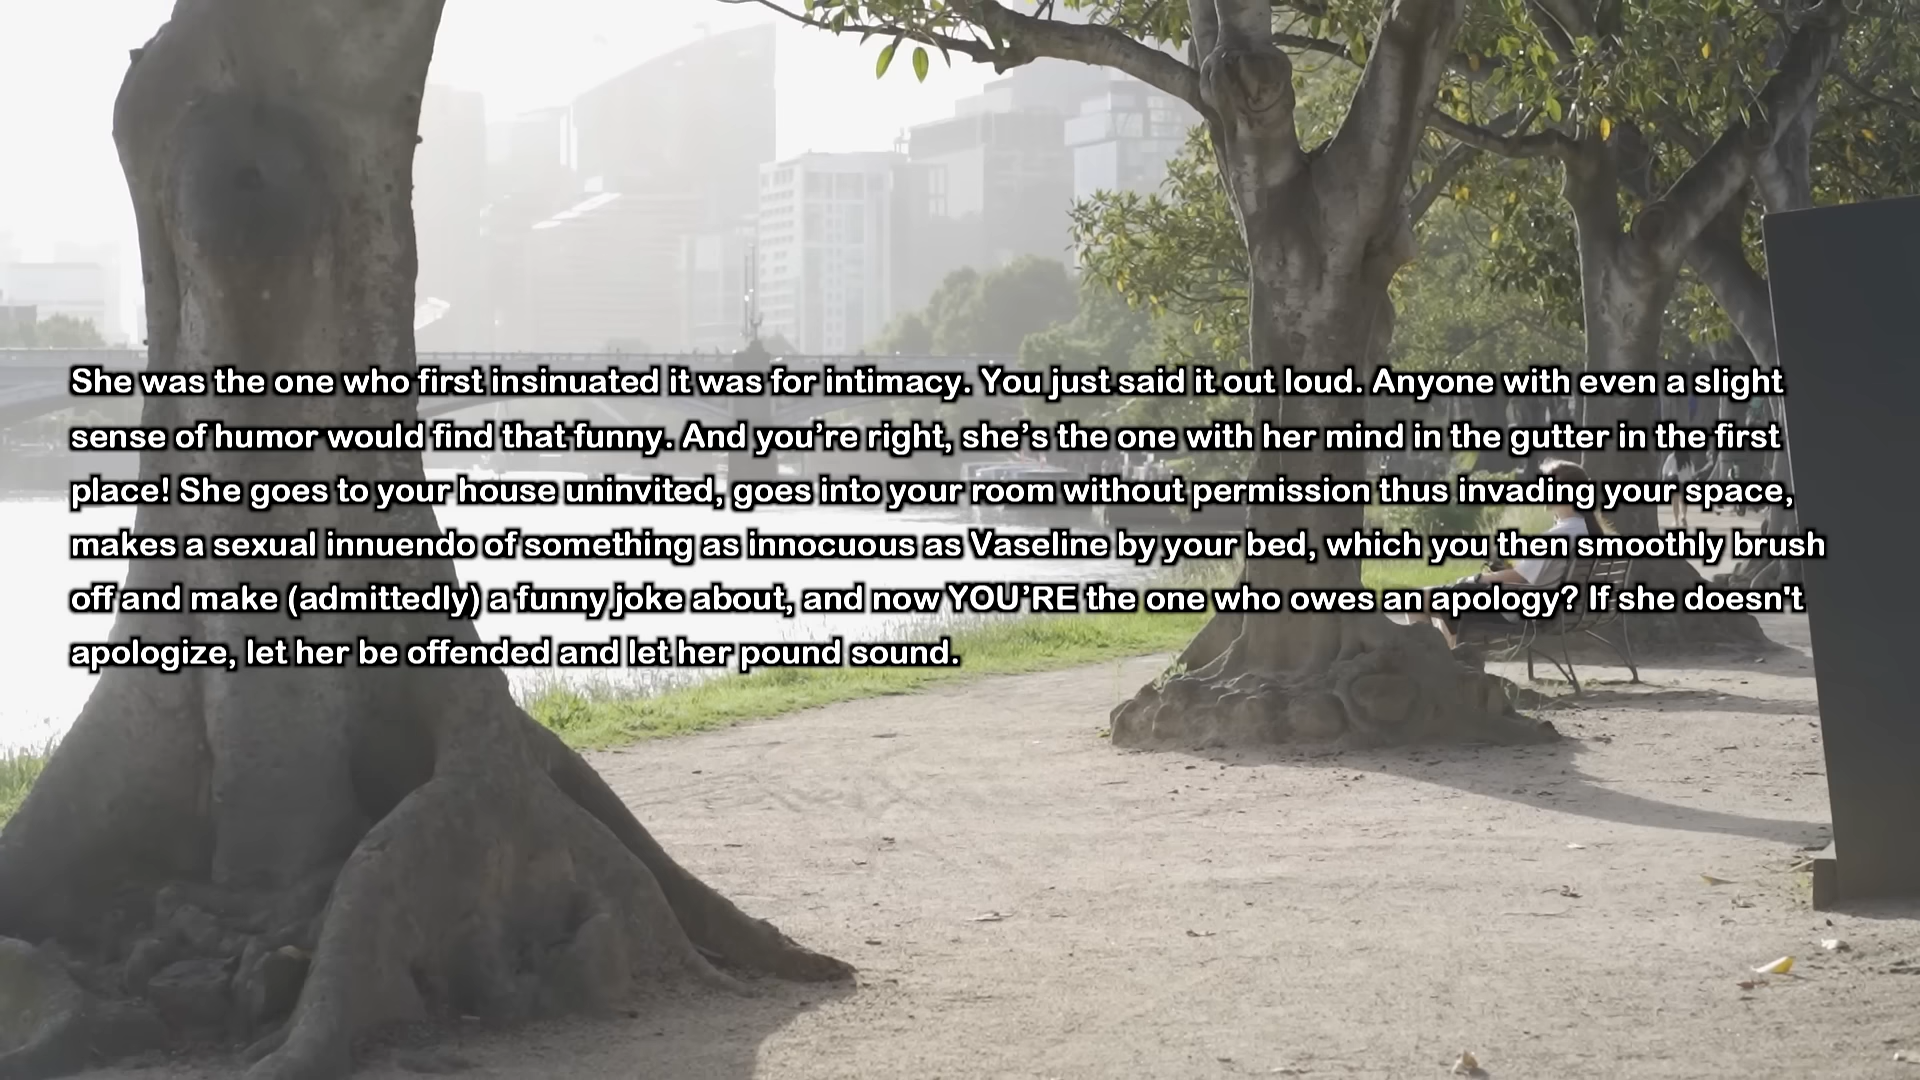 She was the one who first insinuated it was for intimacy. You just said it out loud. Anyone with even a slight
sense of humor would find that funny. And you’re right, she’s the one with her mind in the gutter in the first
place! She goes to your house uninvited, goes into your room without permission thus invading your space,
makes a sexual innuendo of something as innocuous as Vaseline by your bed, which you then smoothly brush
off and make (admittedly) a funny joke about, and now YOU’RE the one who owes an apology? If she doesn't
apologize, let her be offended and let her pound sound.